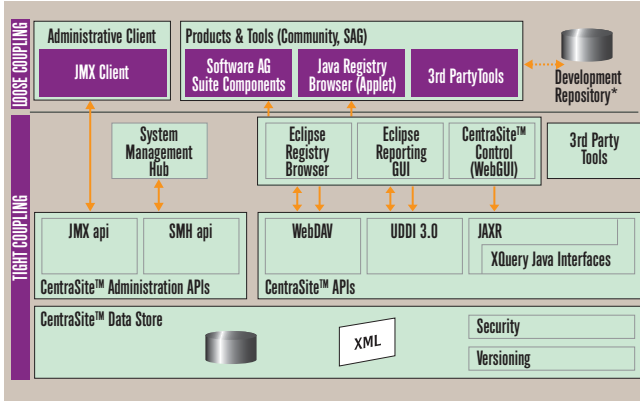 LOOSE COUPLING
Administrative Client
JMX Client
Products & Tools (Community, SAG)
Software AG
Suite Components
Java Registry
Browser (Applet)
3rd PartyTools
Development
Repository*
TIGHT COUPLING
System
Management
Hub
Eclipse
Registry
Browser
Eclipse
Reporting
GUI
CentraSite™
Control
(WebGUI)
3rd Party
Tools
JMX api
SMH api
CentraSite™ Administration APIs
WebDAV
UDDI 3.0
JAXR
XQuery Java Interfaces
CentraSite™ APIs
CentraSite™ Data Store
XML
Security
Versioning